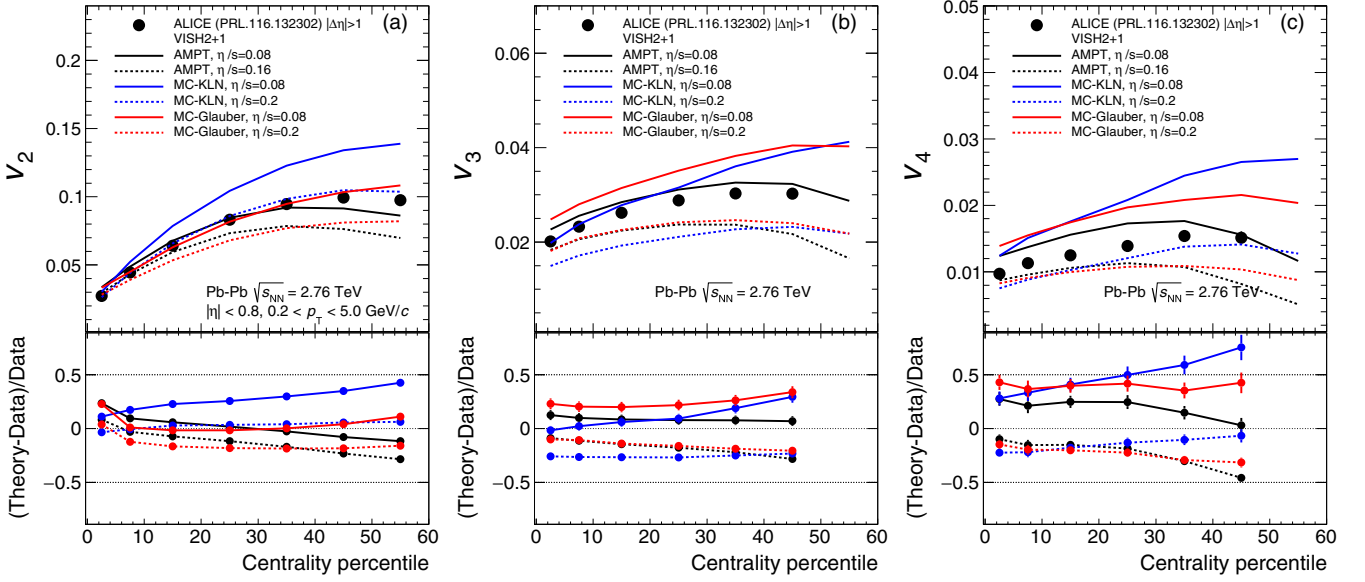 (a)
ALICE (PRL.116.132302) |Δη|>1
VISH2+1
AMPT, η/s=0.08
AMPT, η/s=0.16
MC-KLN, η/s=0.08
MC-KLN, η/s=0.2
MC-Glauber, η/s=0.08
MC-Glauber, η/s=0.2
v2
0.2
0.15
0.1
0.05
Pb-Pb √sNN = 2.76 TeV
|η| < 0.8, 0.2 < pT < 5.0 GeV/c
(Theory-Data)/Data
0.5
0
−0.5
0 10 20 30 40 50 60
Centrality percentile
(b)
ALICE (PRL.116.132302) |Δη|>1
VISH2+1
AMPT, η/s=0.08
AMPT, η/s=0.16
MC-KLN, η/s=0.08
MC-KLN, η/s=0.2
MC-Glauber, η/s=0.08
MC-Glauber, η/s=0.2
v3
0.06
0.04
0.02
Pb-Pb √sNN = 2.76 TeV
(Theory-Data)/Data
0.5
0
−0.5
0 10 20 30 40 50 60
Centrality percentile
(c)
ALICE (PRL.116.132302) |Δη|>1
VISH2+1
AMPT, η/s=0.08
AMPT, η/s=0.16
MC-KLN, η/s=0.08
MC-KLN, η/s=0.2
MC-Glauber, η/s=0.08
MC-Glauber, η/s=0.2
v4
0.05
0.04
0.03
0.02
0.01
Pb-Pb √sNN = 2.76 TeV
(Theory-Data)/Data
0.5
0
−0.5
0 10 20 30 40 50 60
Centrality percentile